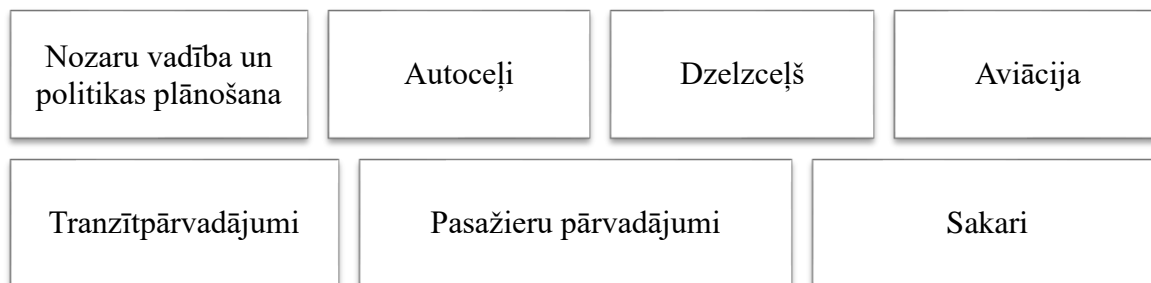 Nozaru vadība un
politikas plānošana
Autoceļi
Dzelzceļš
Aviācija
Tranzītpārvadājumi
Pasažieru pārvadājumi
Sakari